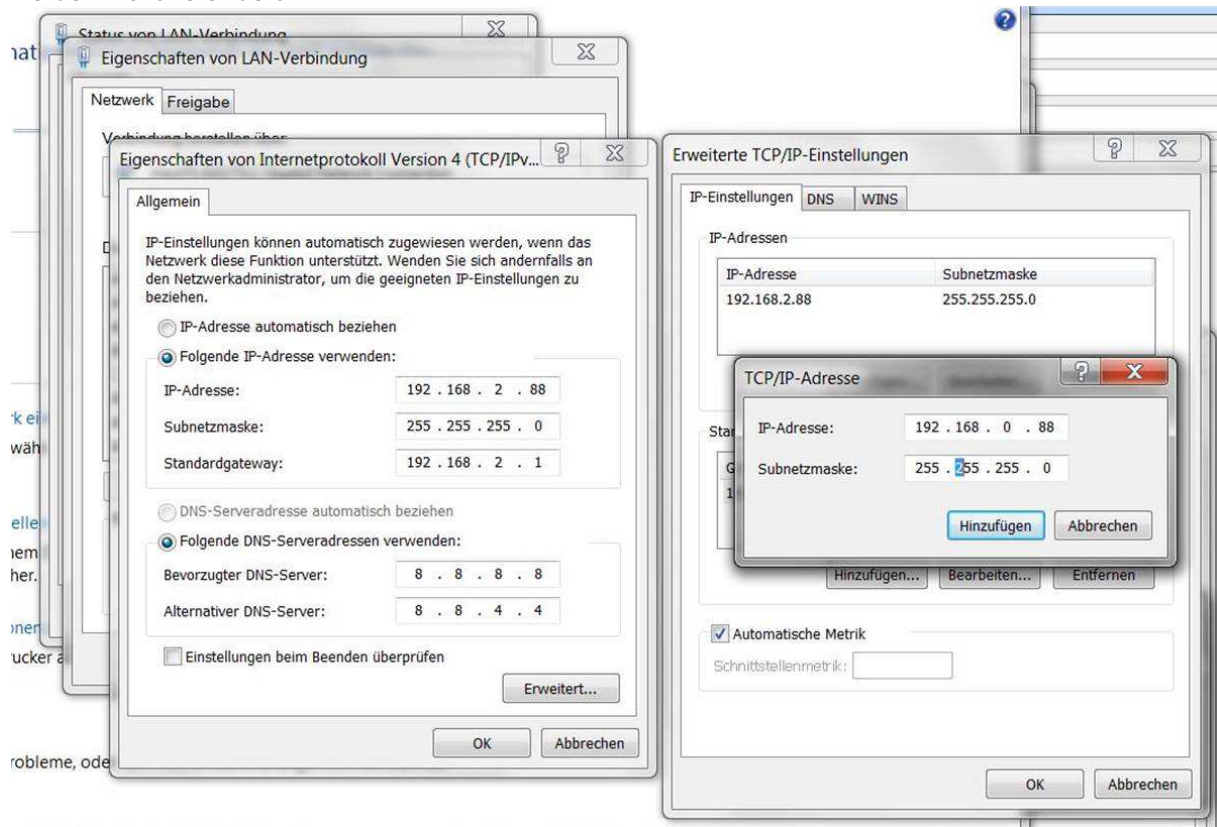 Status von LAN-Verbindung
Eigenschaften von LAN-Verbindung
Netzwerk Freigabe
Verbindung herstellen über:
Eigenschaften von Internetprotokoll Version 4 (TCP/IPv...
Allgemein
IP-Einstellungen können automatisch zugewiesen werden, wenn das
Netzwerk diese Funktion unterstützt. Wenden Sie sich andernfalls an
den Netzwerkadministrator, um die geeigneten IP-Einstellungen zu
beziehen.
IP-Adresse automatisch beziehen
Folgende IP-Adresse verwenden:
IP-Adresse: 192 . 168 . 2 . 88
Subnetzmaske: 255 . 255 . 255 . 0
Standardgateway: 192 . 168 . 2 . 1
DNS-Serveradresse automatisch beziehen
Folgende DNS-Serveradressen verwenden:
Bevorzugter DNS-Server: 8 . 8 . 8 . 8
Alternativer DNS-Server: 8 . 8 . 4 . 4
Einstellungen beim Beenden überprüfen
Erweitert...
OK Abbrechen
Erweiterte TCP/IP-Einstellungen
IP-Einstellungen DNS WINS
IP-Adressen
IP-Adresse Subnetzmaske
192.168.2.88 255.255.255.0
TCP/IP-Adresse
IP-Adresse: 192 . 168 . 0 . 88
Subnetzmaske: 255 . 255 . 255 . 0
Hinzufügen Abbrechen
Hinzufügen... Bearbeiten... Entfernen
Automatische Metrik
Schnittstellenmetrik:
OK Abbrechen
robleme, ode